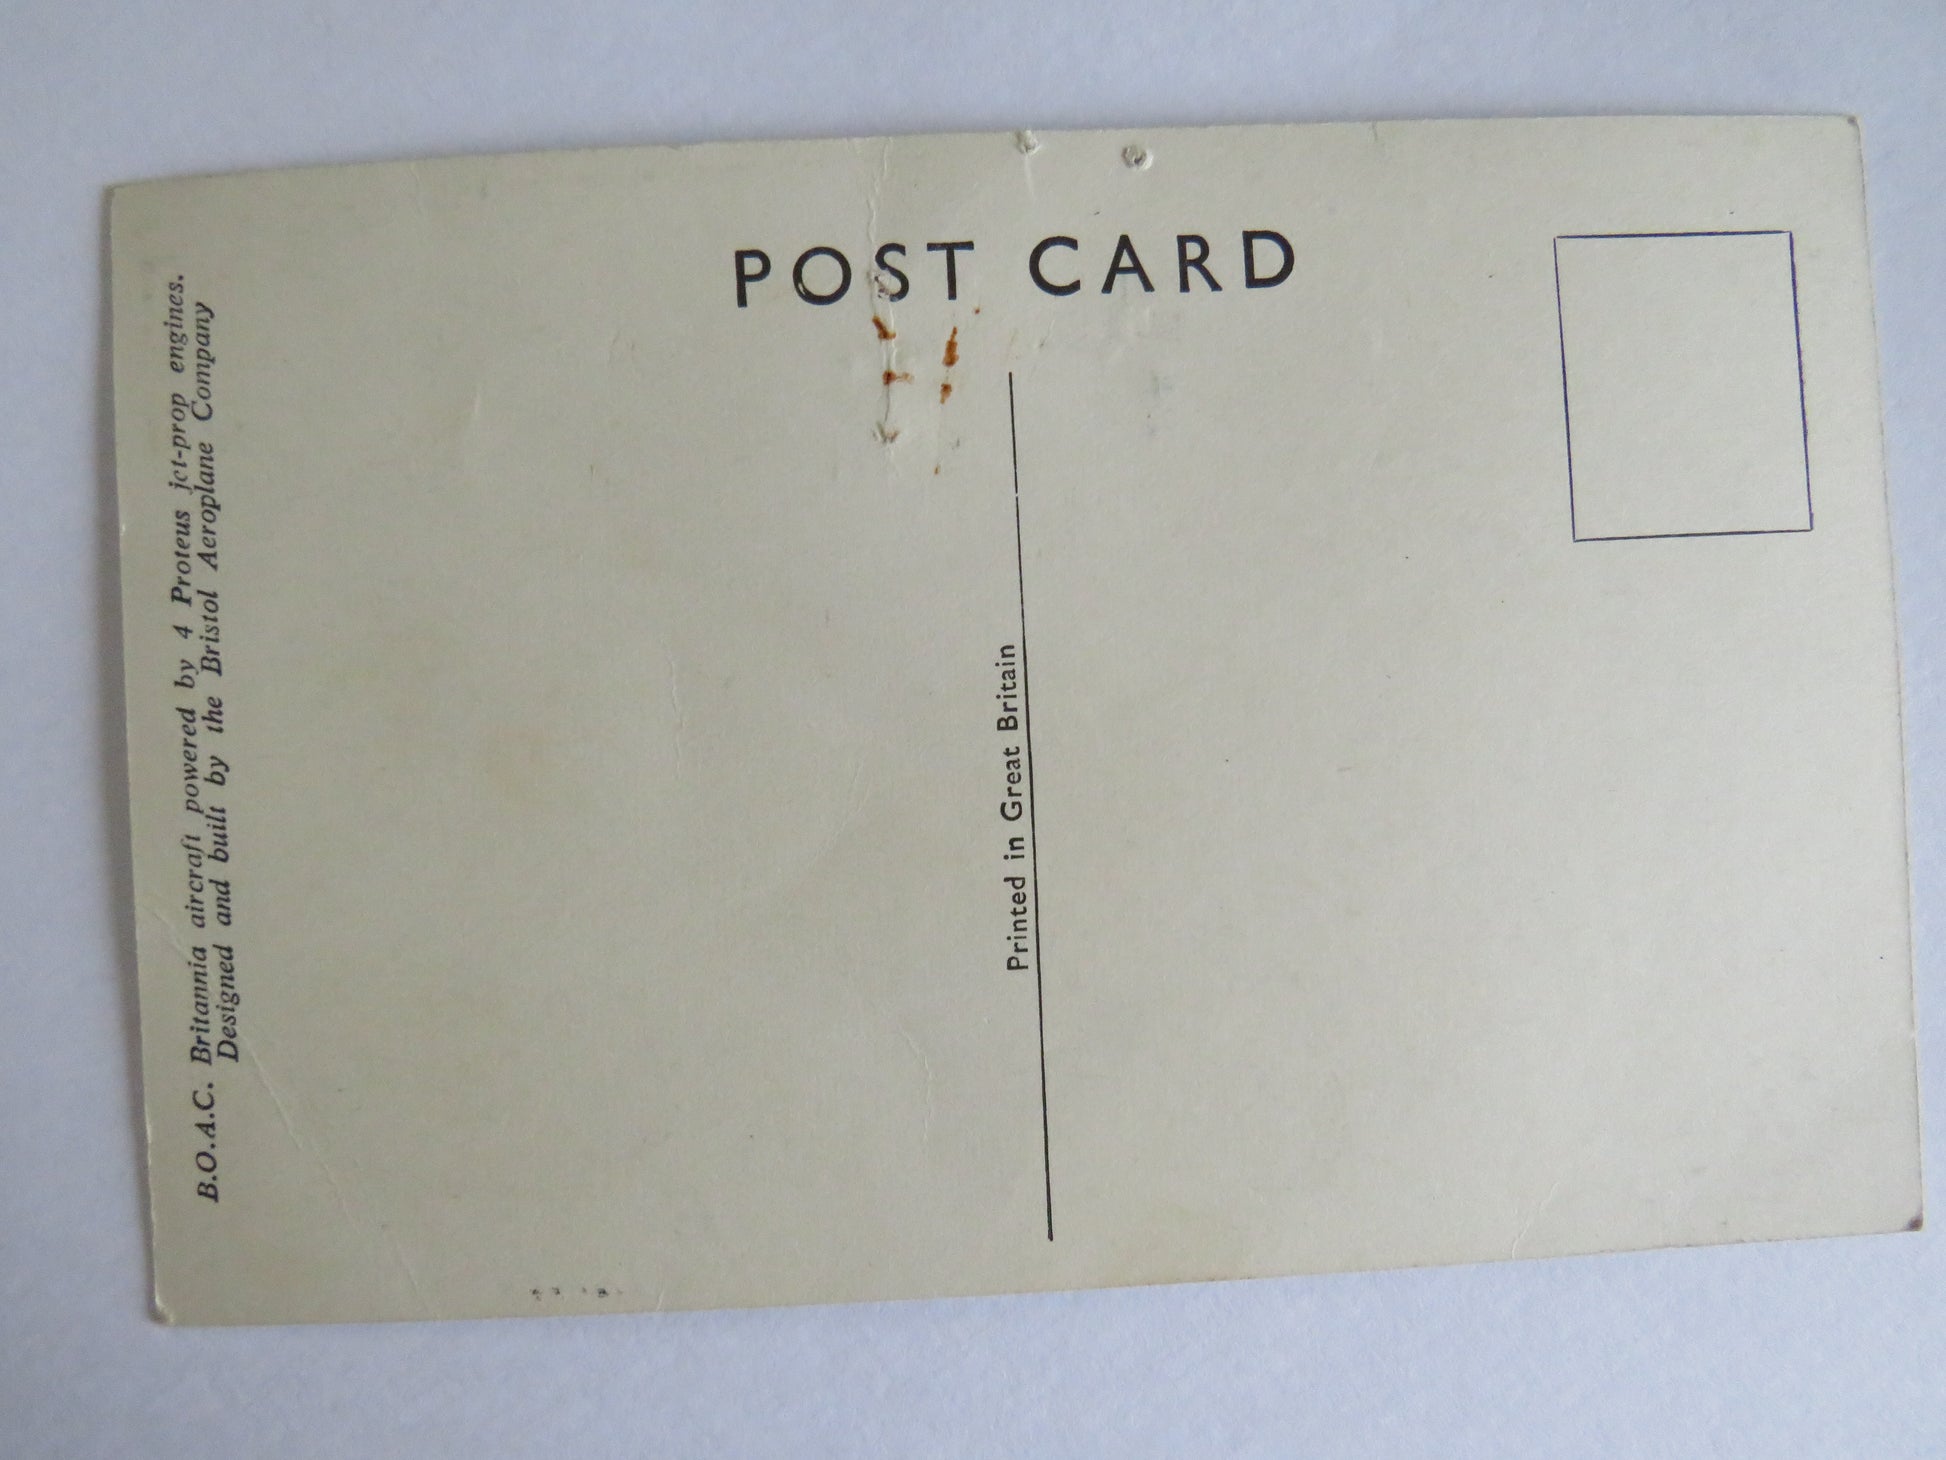 POST CARD
B.O.A.C. Britannia aircraft powered by 4 Proteus jet-prop engines.
Designed and built by the Bristol Aeroplane Company
Printed in Great Britain